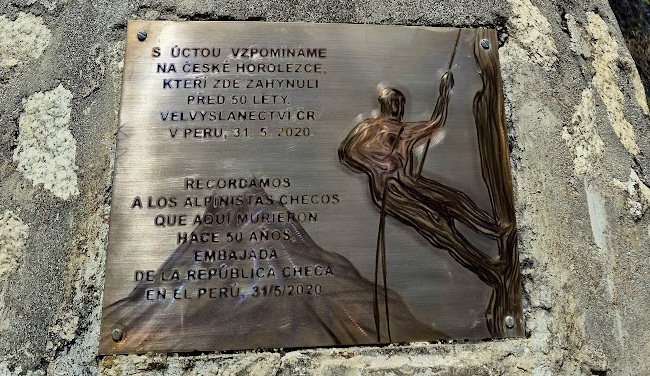 S ÚCTOU VZPOMÍNÁME
NA ČESKÉ HOROLEZCE,
KTEŘÍ ZDE ZAHYNULI
PŘED 50 LETY.
VELVYSLANECTVÍ ČR
V PERU, 31. 5. 2020.
RECORDAMOS
A LOS ALPINISTAS CHECOS
QUE AQUÍ MURIERON
HACE 50 AÑOS.
EMBAJADA
DE LA REPÚBLICA CHECA
EN EL PERÚ, 31/5/2020.